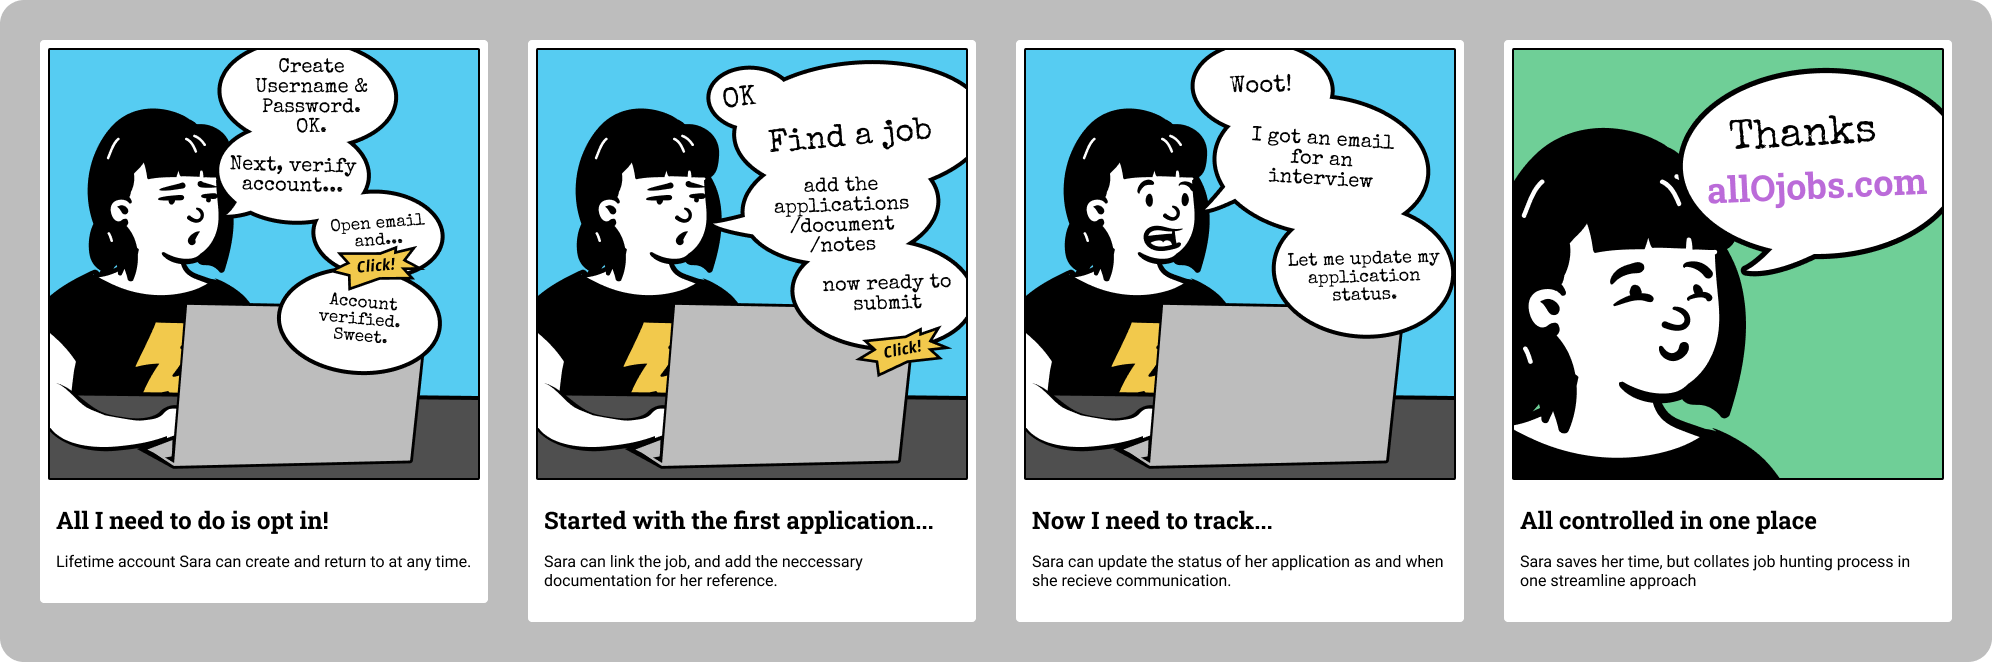 Create
Username &
Password.
OK.
Next, verify
account...
Open email
and...
Click!
Account
verified.
Sweet.
All I need to do is opt in!
Lifetime account Sara can create and return to at any time.
OK
Find a job
add the
applications
/document
/notes
now ready to
submit
Click!
Started with the first application...
Sara can link the job, and add the neccessary
documentation for her reference.
Woot!
I got an email
for an
interview
Let me update my
application
status.
Now I need to track...
Sara can update the status of her application as and when
she recieve communication.
Thanks
allOjobs.com
All controlled in one place
Sara saves her time, but collates job hunting process in
one streamline approach